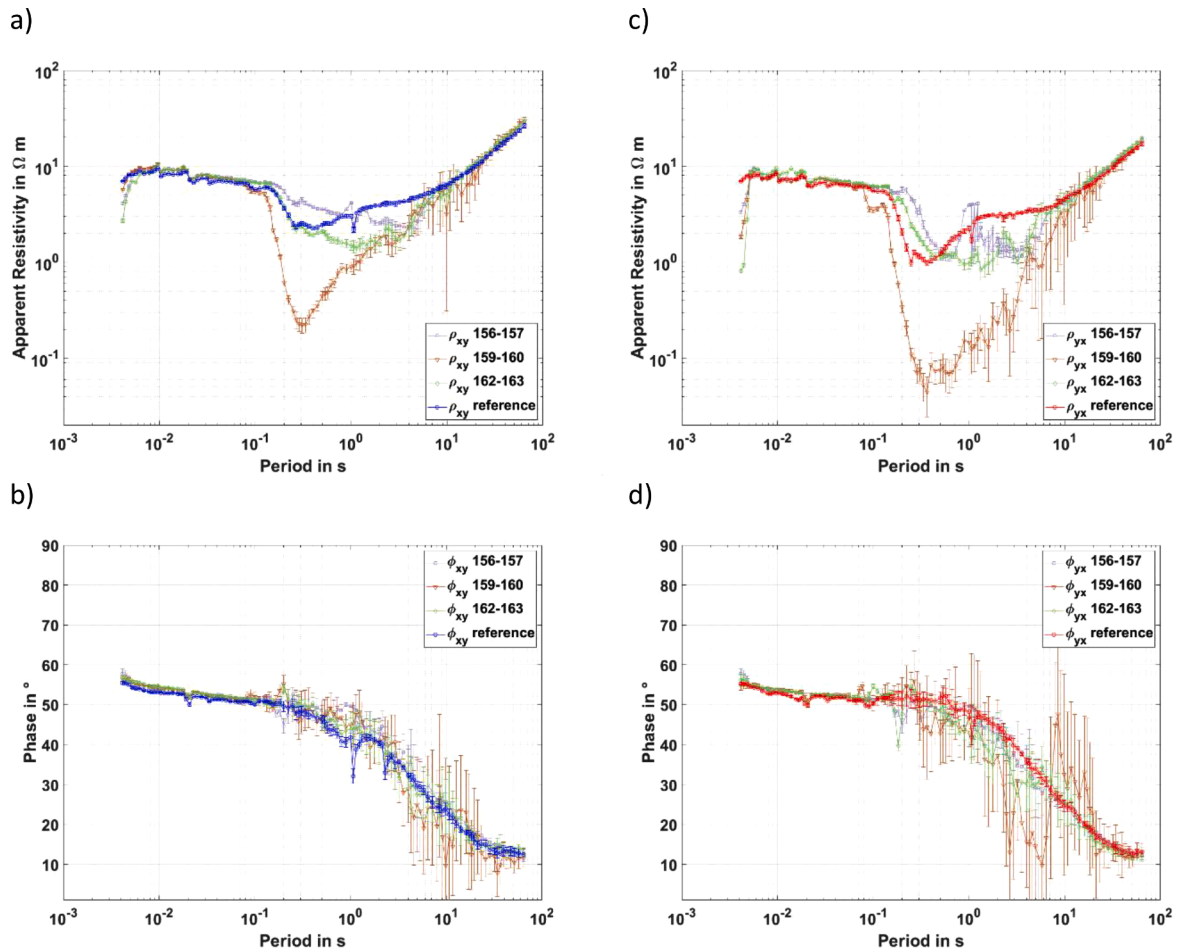 a)
Apparent Resistivity in Ω m
10²
10¹
10⁰
10⁻¹
ρxy 156-157
ρxy 159-160
ρxy 162-163
ρxy reference
10⁻³ 10⁻² 10⁻¹ 10⁰ 10¹ 10²
Period in s
c)
Apparent Resistivity in Ω m
10²
10¹
10⁰
10⁻¹
ρyx 156-157
ρyx 159-160
ρyx 162-163
ρyx reference
10⁻³ 10⁻² 10⁻¹ 10⁰ 10¹ 10²
Period in s
b)
Phase in °
90
80
70
60
50
40
30
20
10
ϕxy 156-157
ϕxy 159-160
ϕxy 162-163
ϕxy reference
10⁻³ 10⁻² 10⁻¹ 10⁰ 10¹ 10²
Period in s
d)
Phase in °
90
80
70
60
50
40
30
20
10
ϕyx 156-157
ϕyx 159-160
ϕyx 162-163
ϕyx reference
10⁻³ 10⁻² 10⁻¹ 10⁰ 10¹ 10²
Period in s